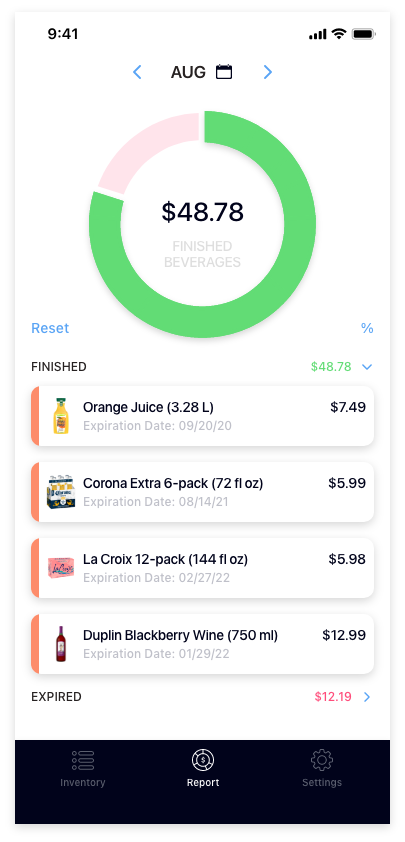 9:41
AUG
$48.78
FINISHED
BEVERAGES
Reset
%
FINISHED
$48.78
Orange Juice (3.28 L)
$7.49
Expiration Date: 09/20/20
Corona Extra 6-pack (72 fl oz)
$5.99
Expiration Date: 08/14/21
La Croix 12-pack (144 fl oz)
$5.98
Expiration Date: 02/27/22
Duplin Blackberry Wine (750 ml)
$12.99
Expiration Date: 01/29/22
EXPIRED
$12.19
$
Inventory
Report
Settings